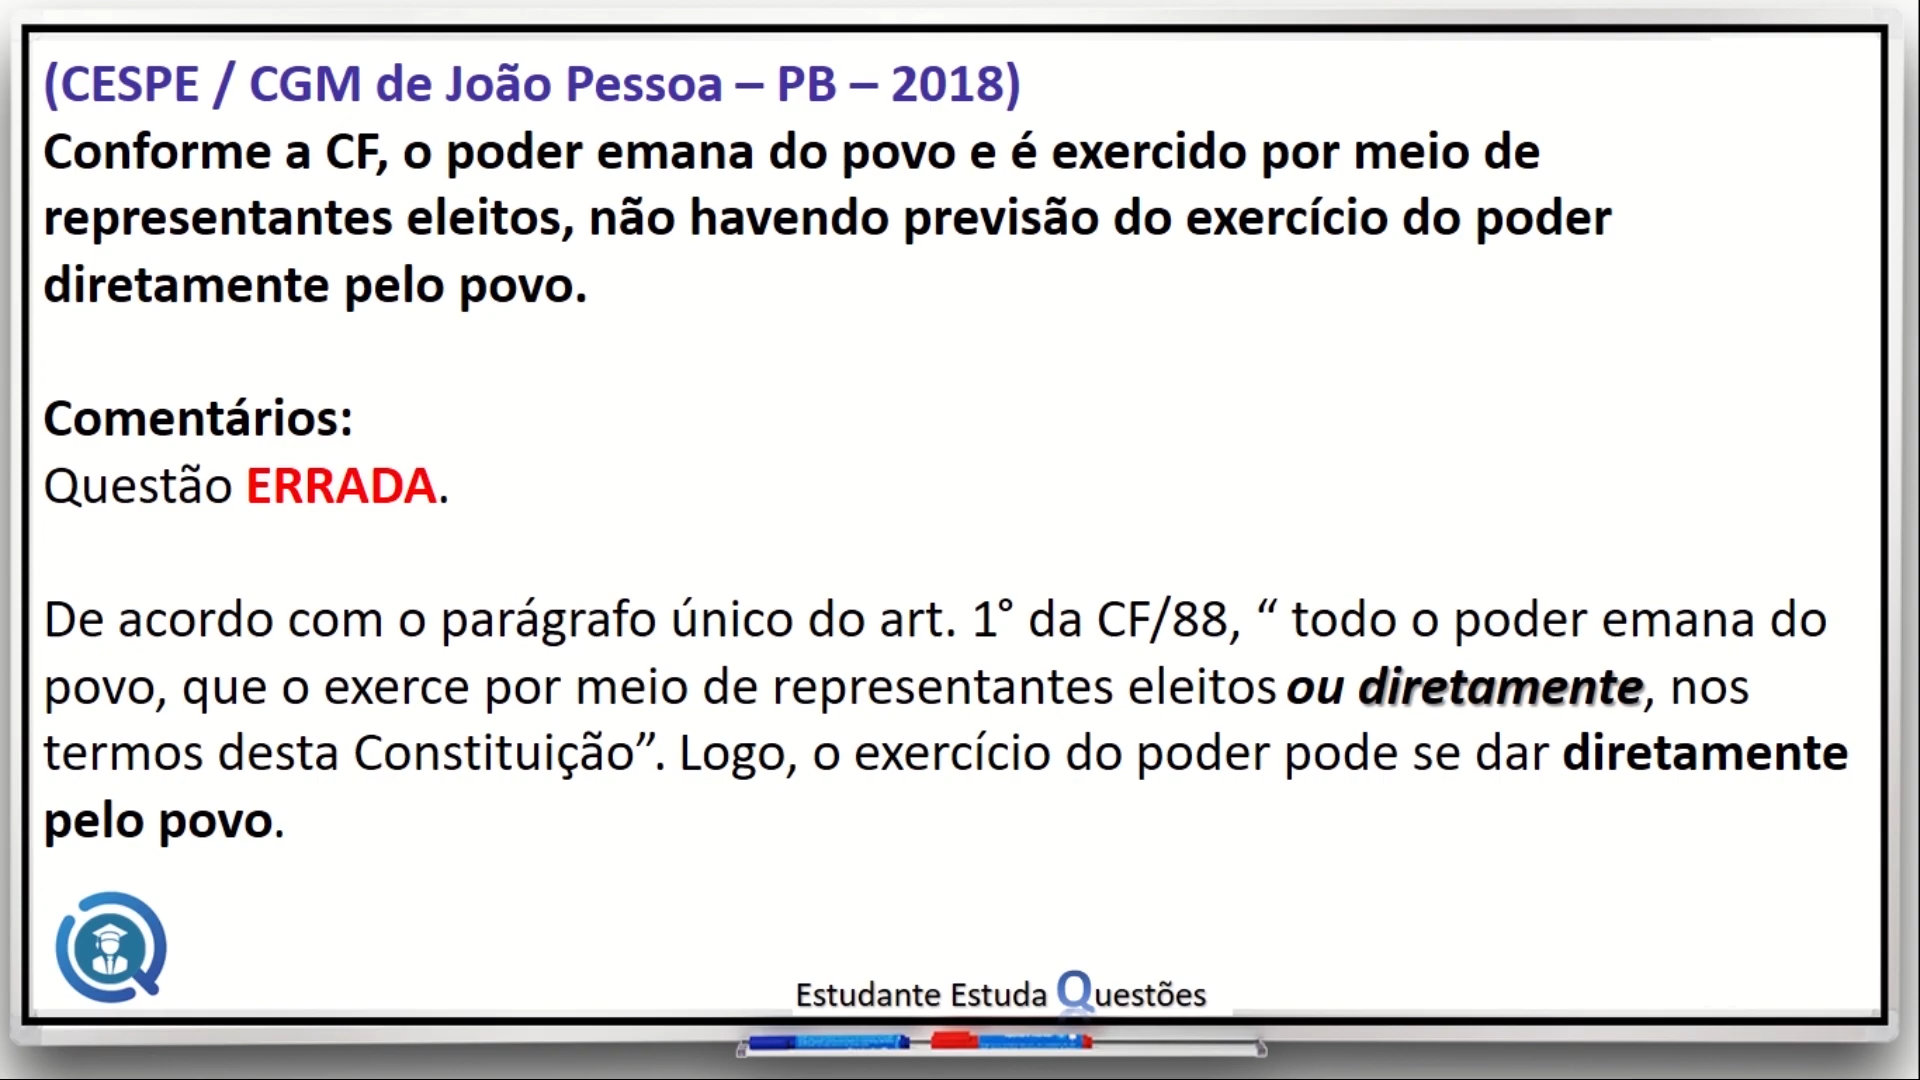 (CESPE / CGM de João Pessoa – PB – 2018)
Conforme a CF, o poder emana do povo e é exercido por meio de
representantes eleitos, não havendo previsão do exercício do poder
diretamente pelo povo.
Comentários:
Questão ERRADA.
De acordo com o parágrafo único do art. 1° da CF/88, “ todo o poder emana do
povo, que o exerce por meio de representantes eleitos ou diretamente, nos
termos desta Constituição”. Logo, o exercício do poder pode se dar diretamente
pelo povo.
Estudante Estuda Questões